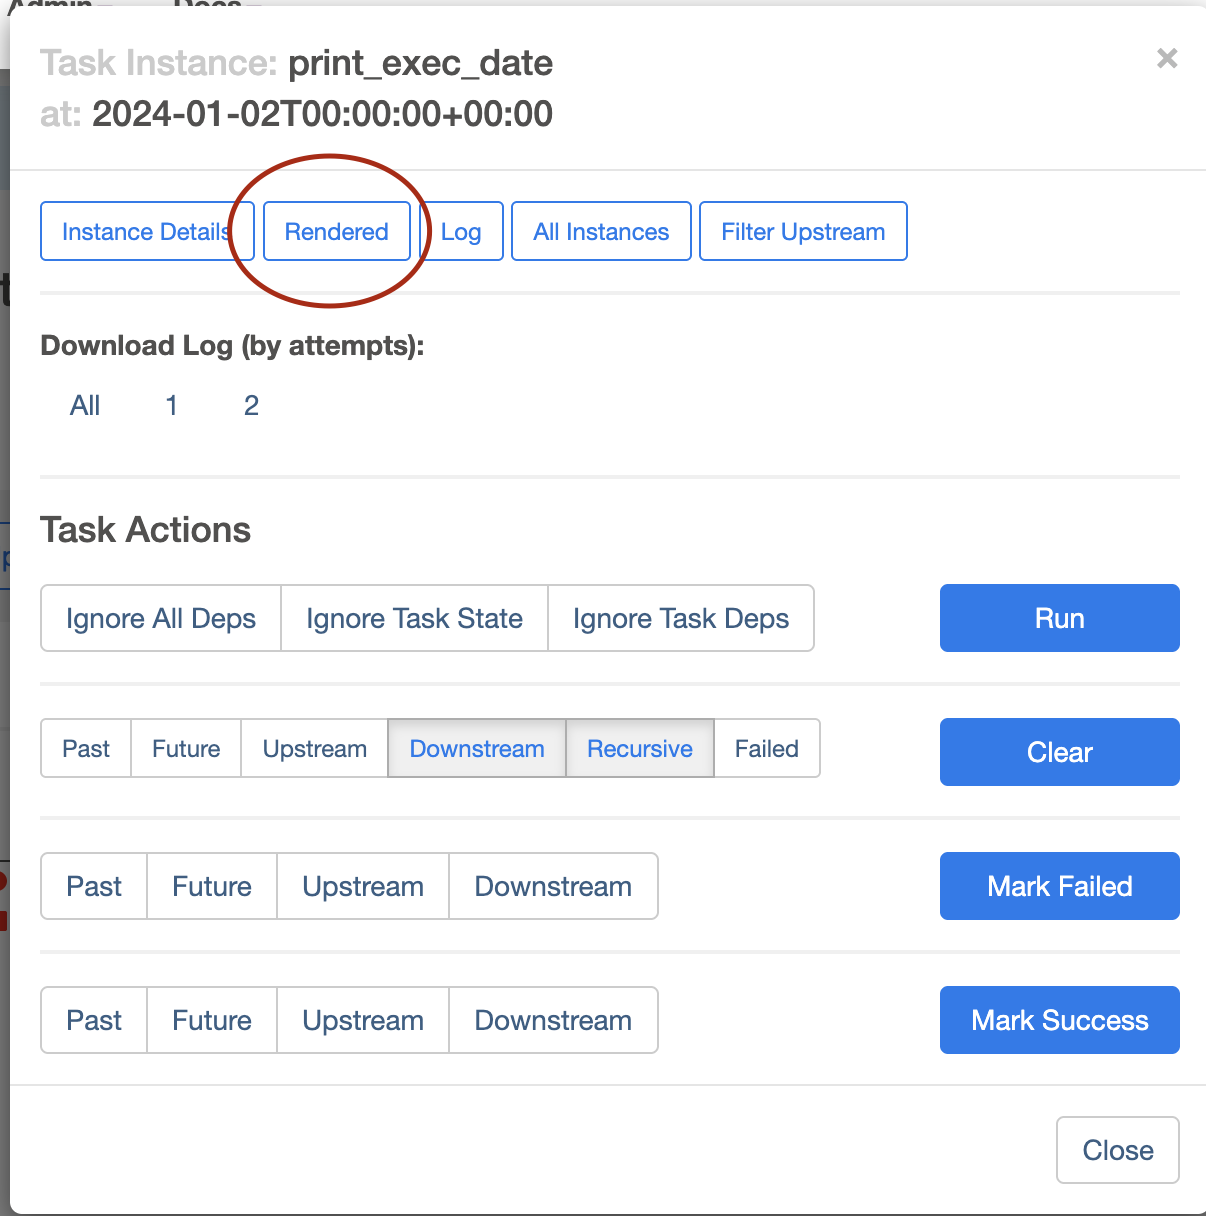 Admin Docs
Task Instance: print_exec_date ×
at: 2024-01-02T00:00:00+00:00
Instance Details Rendered Log All Instances Filter Upstream
Download Log (by attempts):
All 1 2
Task Actions
Ignore All Deps Ignore Task State Ignore Task Deps Run
Past Future Upstream Downstream Recursive Failed Clear
Past Future Upstream Downstream Mark Failed
Past Future Upstream Downstream Mark Success
Close